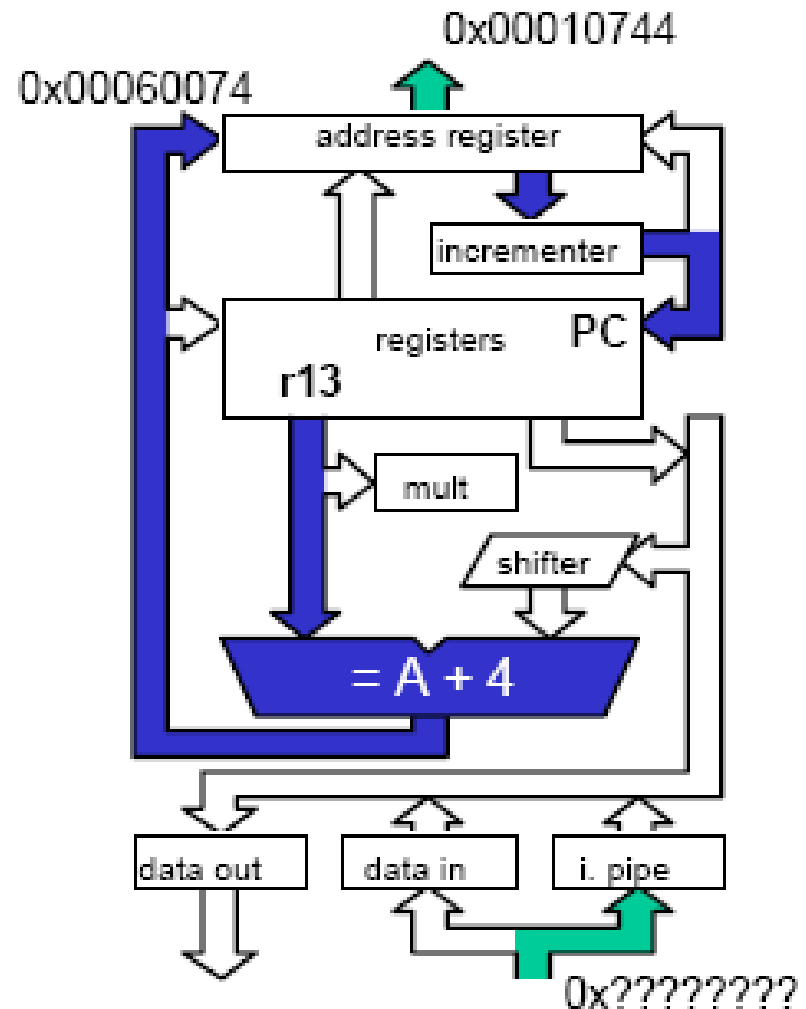 0x00010744
0x00060074
address register
incrementer
PC
registers
r13
mult
shifter
= A + 4
data out
data in
i. pipe
0x????????